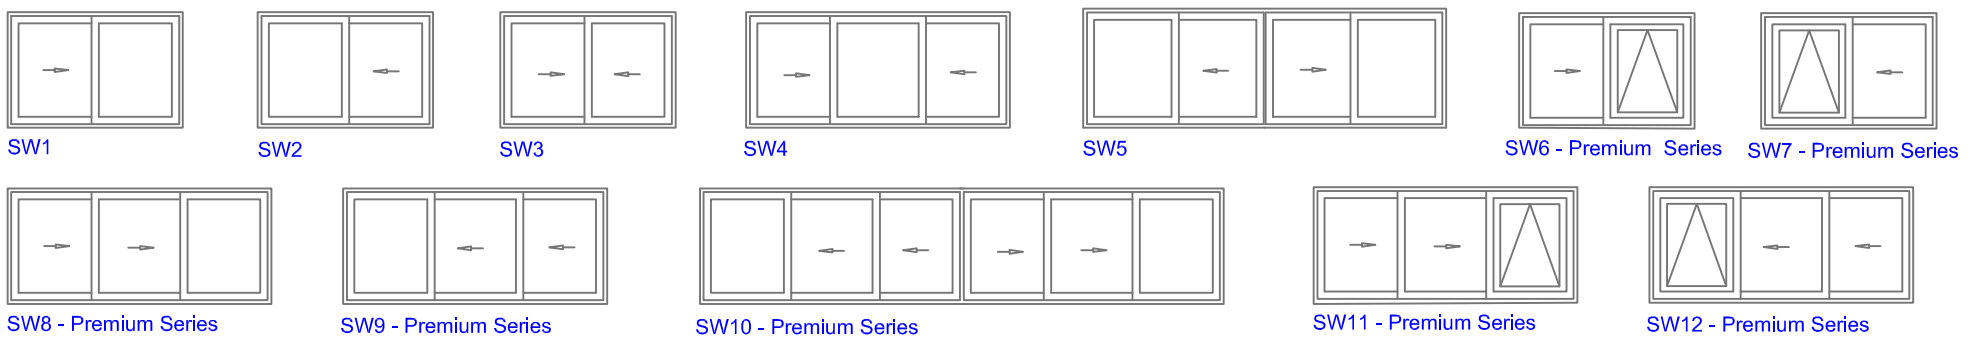 SW1
SW2
SW3
SW4
SW5
SW6 - Premium  Series
SW7 - Premium Series
SW8 - Premium Series
SW9 - Premium Series
SW10 - Premium Series
SW11 - Premium Series
SW12 - Premium Series